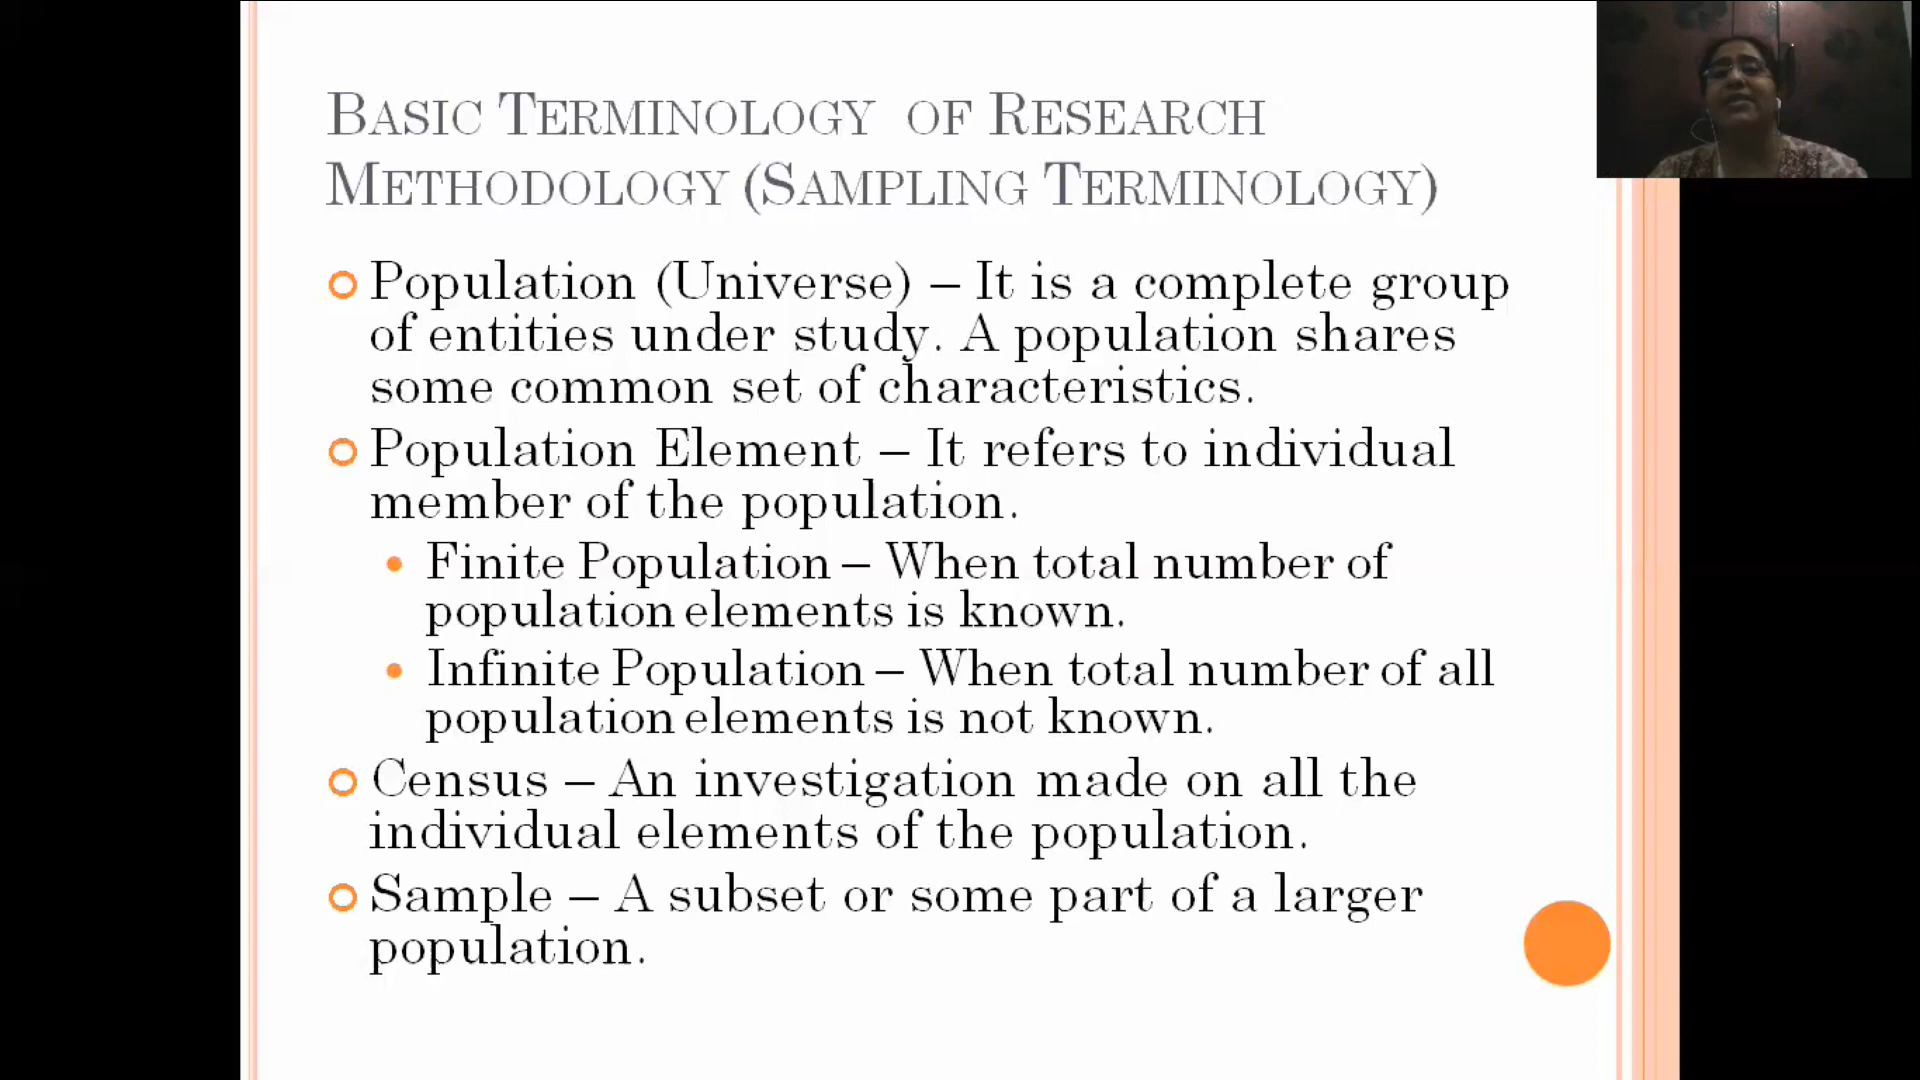 BASIC TERMINOLOGY OF RESEARCH
METHODOLOGY (SAMPLING TERMINOLOGY)
Population (Universe) – It is a complete group
of entities under study. A population shares
some common set of characteristics.
Population Element – It refers to individual
member of the population.
Finite Population – When total number of
population elements is known.
Infinite Population – When total number of all
population elements is not known.
Census – An investigation made on all the
individual elements of the population.
Sample – A subset or some part of a larger
population.